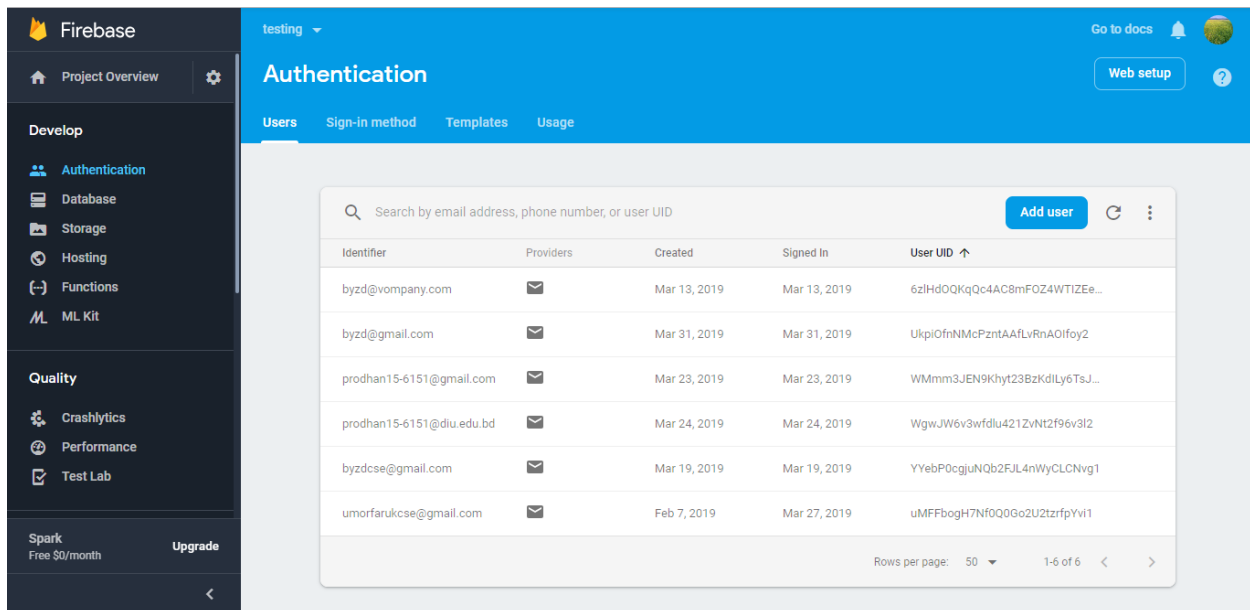 Firebase
Project Overview
Develop
Authentication
Database
Storage
Hosting
Functions
ML Kit
Quality
Crashlytics
Performance
Test Lab
Spark
Free $0/month
Upgrade
testing
Go to docs
Authentication
Web setup
Users Sign-in method Templates Usage
Search by email address, phone number, or user UID
Add user
Identifier Providers Created Signed In User UID
byzd@vompany.com Mar 13, 2019 Mar 13, 2019 6zlHdOQKqQc4AC8mFOZ4WTIZEe...
byzd@gmail.com Mar 31, 2019 Mar 31, 2019 UkpiOfnNMcPzntAAfLvRnAOIfoy2
prodhan15-6151@gmail.com Mar 23, 2019 Mar 23, 2019 WMmm3JEN9Khyt23BzKdILy6TsJ...
prodhan15-6151@diu.edu.bd Mar 24, 2019 Mar 24, 2019 WgwJW6v3wfdlu421ZvNt2f96v3l2
byzdcse@gmail.com Mar 19, 2019 Mar 19, 2019 YYebP0cgjuNQb2FJL4nWyCLCNvg1
umorfarukcse@gmail.com Feb 7, 2019 Mar 27, 2019 uMFFbogH7Nf0Q0Go2U2tzrfpYvi1
Rows per page: 50 1-6 of 6